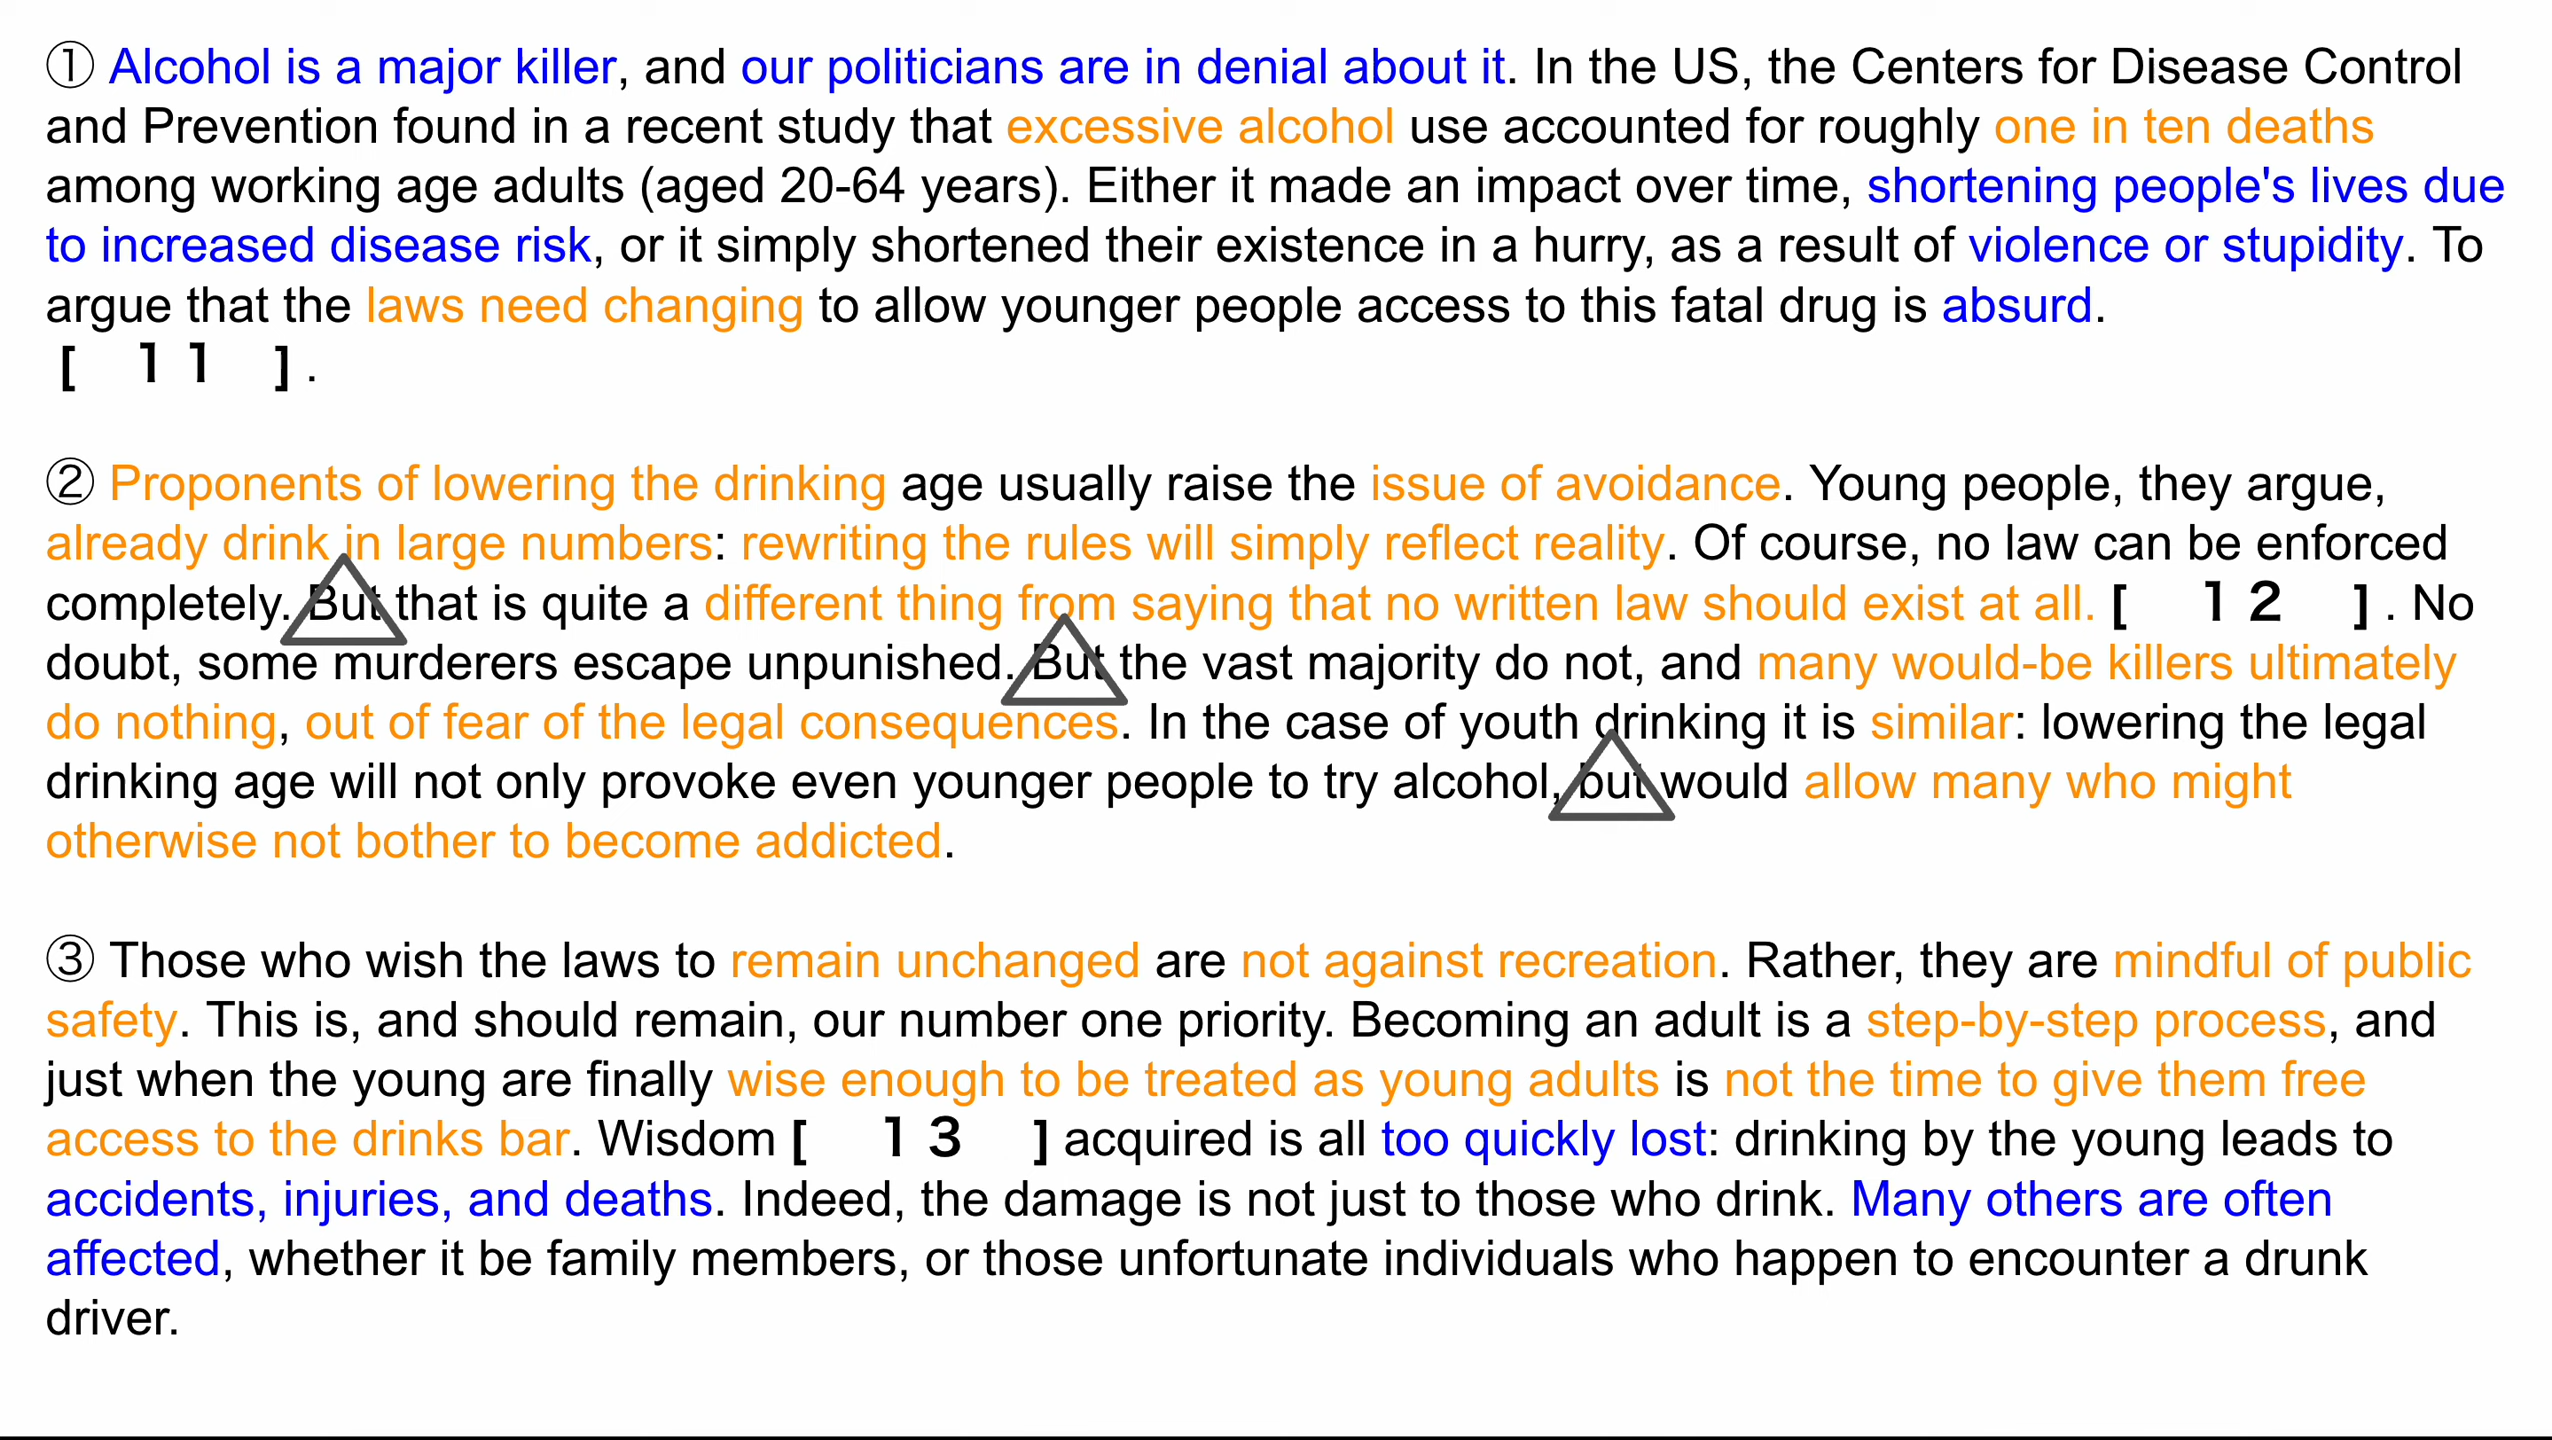 ① Alcohol is a major killer, and our politicians are in denial about it. In the US, the Centers for Disease Control
and Prevention found in a recent study that excessive alcohol use accounted for roughly one in ten deaths
among working age adults (aged 20-64 years). Either it made an impact over time, shortening people's lives due
to increased disease risk, or it simply shortened their existence in a hurry, as a result of violence or stupidity. To
argue that the laws need changing to allow younger people access to this fatal drug is absurd.
[ 11 ] .
② Proponents of lowering the drinking age usually raise the issue of avoidance. Young people, they argue,
already drink in large numbers: rewriting the rules will simply reflect reality. Of course, no law can be enforced
completely. But that is quite a different thing from saying that no written law should exist at all. [ 12 ] . No
doubt, some murderers escape unpunished. But the vast majority do not, and many would-be killers ultimately
do nothing, out of fear of the legal consequences. In the case of youth drinking it is similar: lowering the legal
drinking age will not only provoke even younger people to try alcohol, but would allow many who might
otherwise not bother to become addicted.
③ Those who wish the laws to remain unchanged are not against recreation. Rather, they are mindful of public
safety. This is, and should remain, our number one priority. Becoming an adult is a step-by-step process, and
just when the young are finally wise enough to be treated as young adults is not the time to give them free
access to the drinks bar. Wisdom [ 13 ] acquired is all too quickly lost: drinking by the young leads to
accidents, injuries, and deaths. Indeed, the damage is not just to those who drink. Many others are often
affected, whether it be family members, or those unfortunate individuals who happen to encounter a drunk
driver.